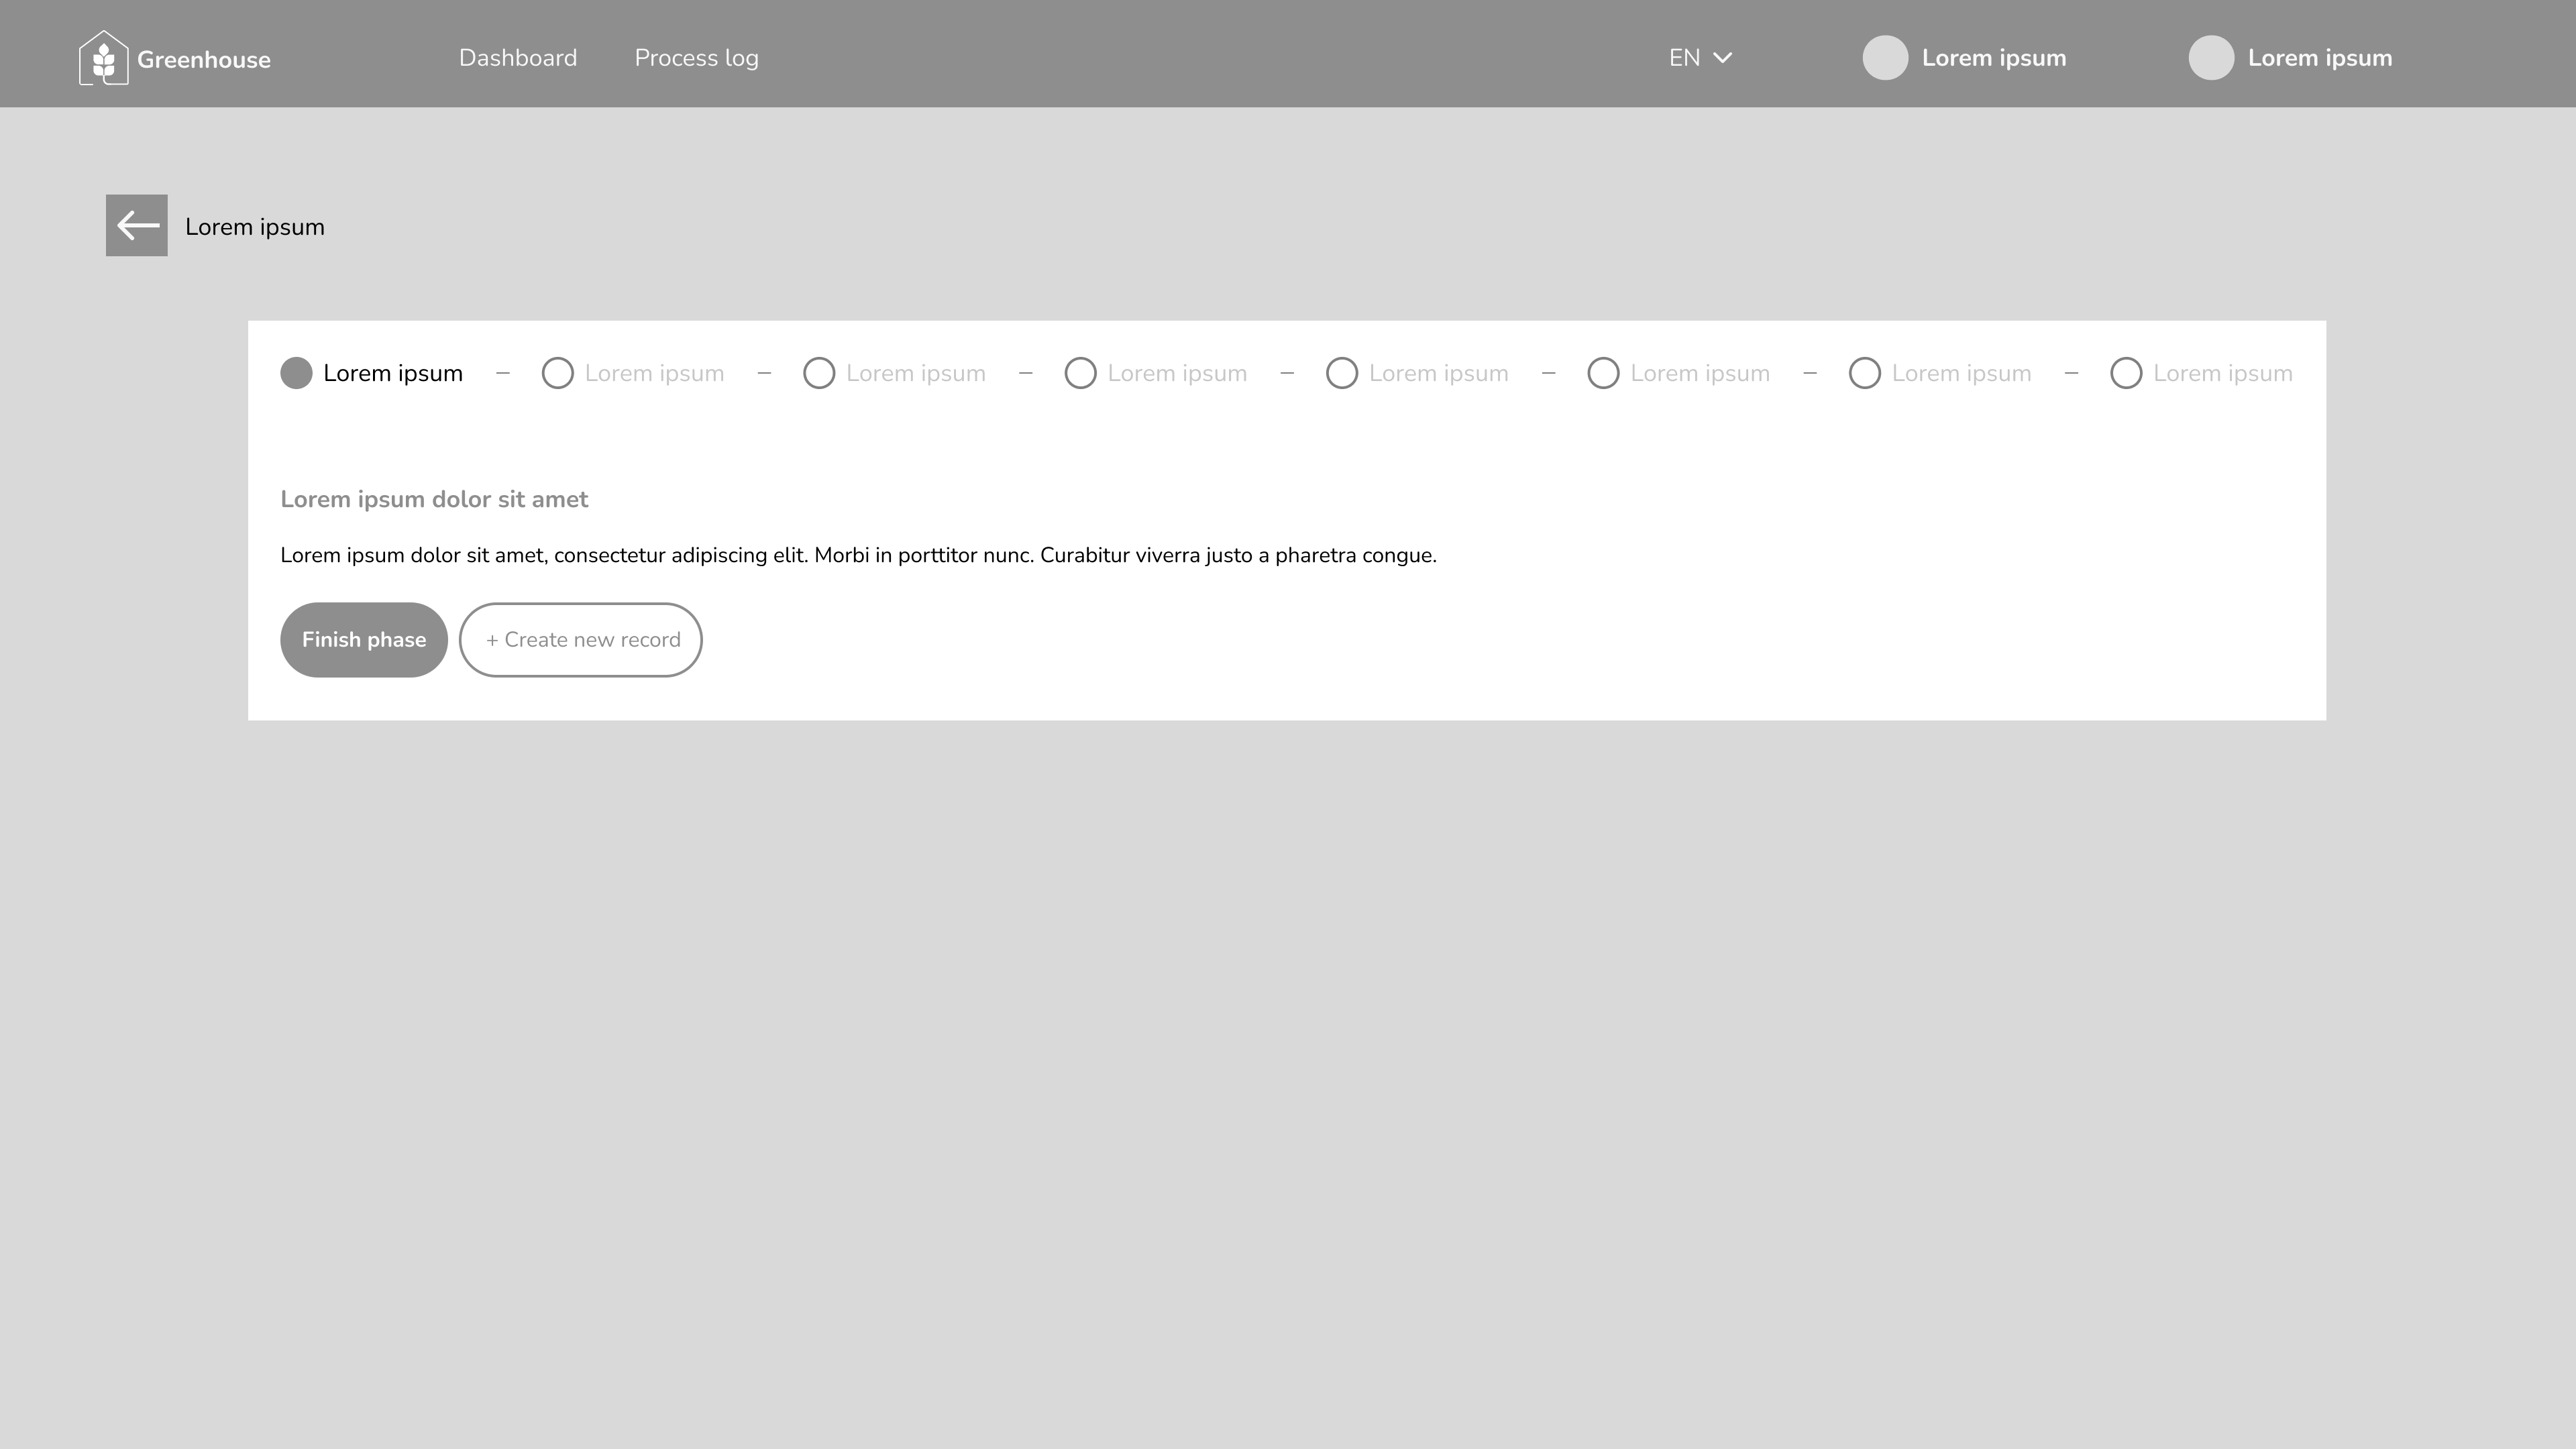 Greenhouse Dashboard Process log EN Lorem ipsum Lorem ipsum
Lorem ipsum
Lorem ipsum – Lorem ipsum – Lorem ipsum – Lorem ipsum – Lorem ipsum – Lorem ipsum – Lorem ipsum – Lorem ipsum
Lorem ipsum dolor sit amet
Lorem ipsum dolor sit amet, consectetur adipiscing elit. Morbi in porttitor nunc. Curabitur viverra justo a pharetra congue.
Finish phase + Create new record